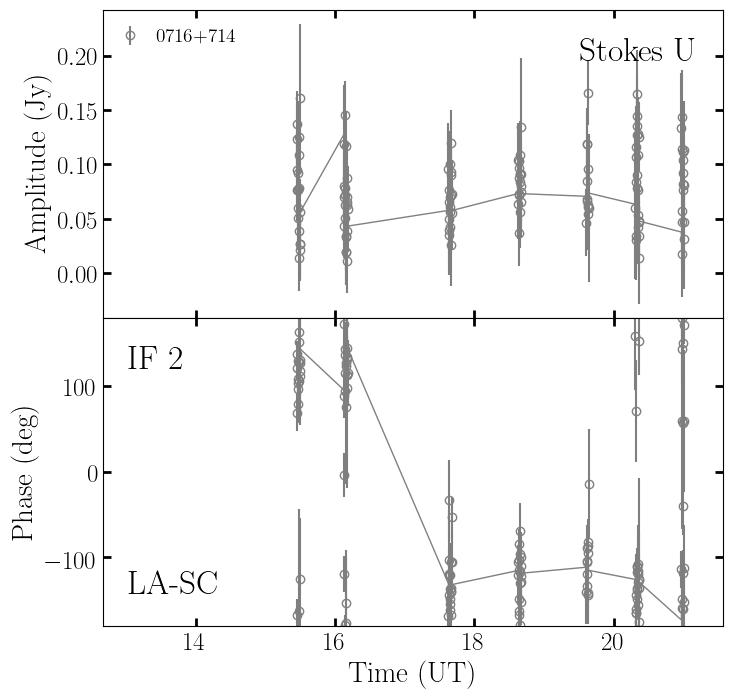 0716+714
Stokes U
0.20
0.15
0.10
0.05
0.00
Amplitude (Jy)
IF 2
100
0
−100
Phase (deg)
LA-SC
14 16 18 20
Time (UT)